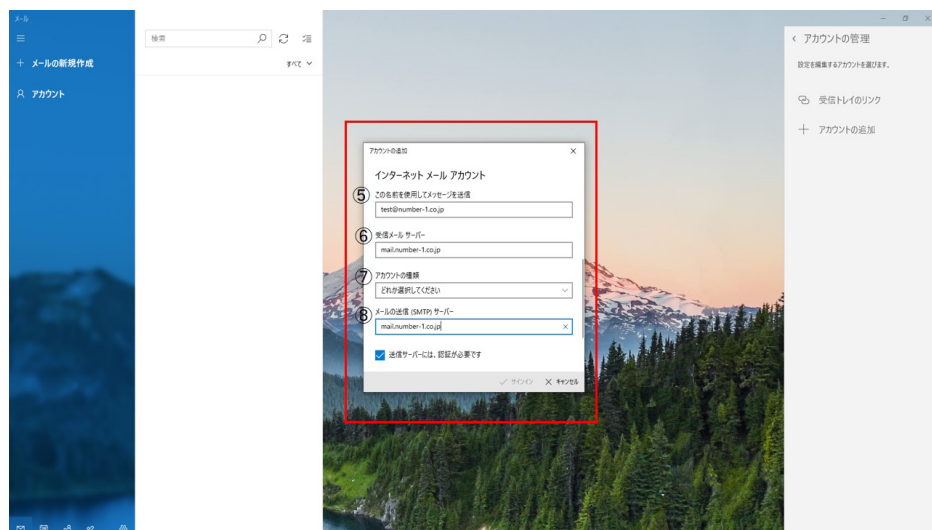 メール
検索
＋ メールの新規作成
すべて
アカウント
アカウントの管理
設定を編集するアカウントを選びます。
受信トレイのリンク
アカウントの追加
アカウントの追加
インターネット メール アカウント
⑤ この名前を使用してメッセージを送信
test@number-1.co.jp
⑥ 受信メール サーバー
mail.number-1.co.jp
⑦ アカウントの種類
どれか選択してください
⑧ メールの送信 (SMTP) サーバー
mail.number-1.co.jp
送信サーバーには、認証が必要です
サインイン
キャンセル